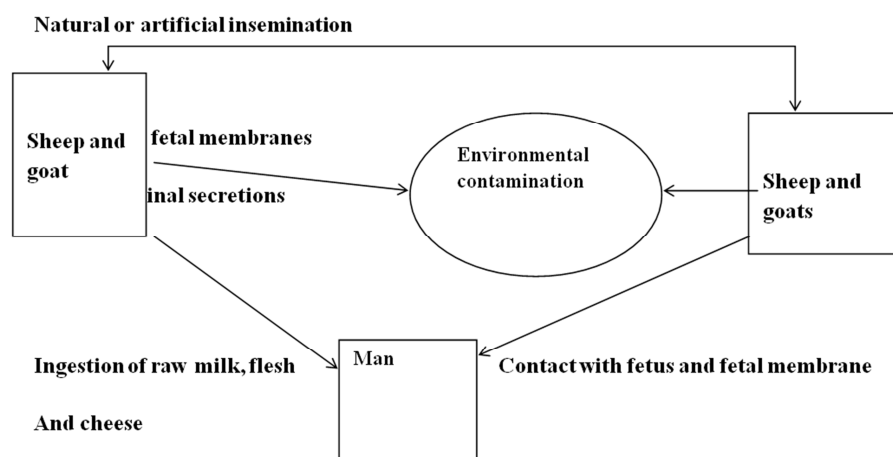 Natural or artificial insemination
Sheep and
goat
fetal membranes
inal secretions
Environmental
contamination
Sheep and
goats
Ingestion of raw milk, flesh
And cheese
Man
Contact with fetus and fetal membrane